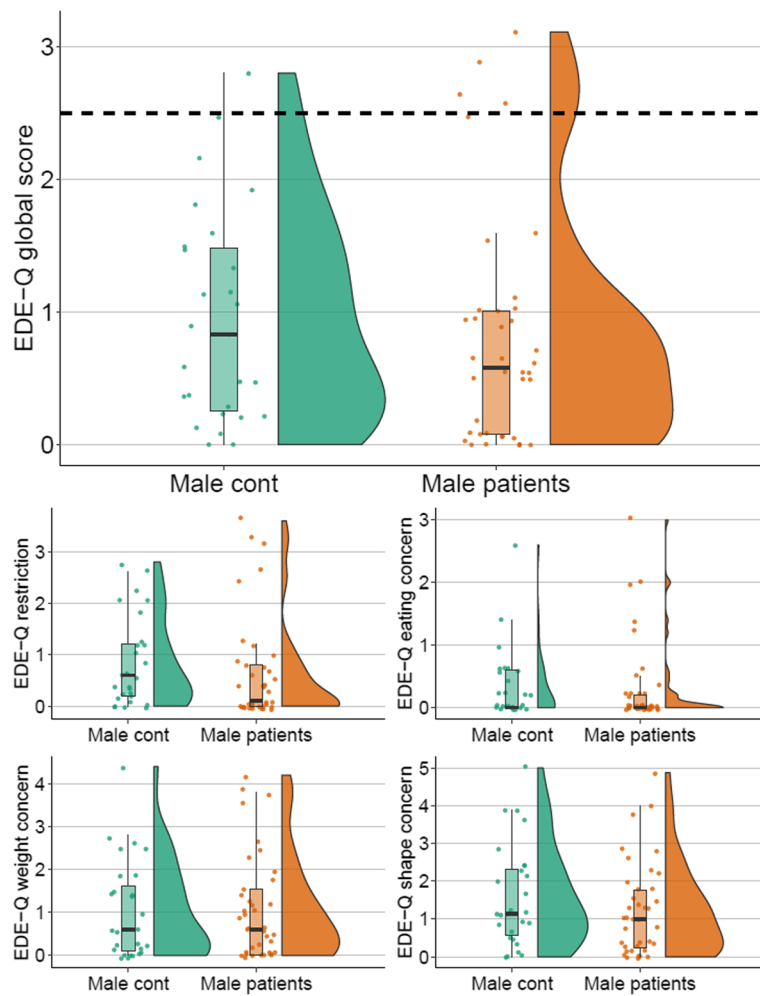 EDE−Q global score
3
2
1
0
Male cont
Male patients
EDE−Q restriction
3
2
1
0
Male cont
Male patients
EDE−Q eating concern
3
2
1
0
Male cont
Male patients
EDE−Q weight concern
4
3
2
1
0
Male cont
Male patients
EDE−Q shape concern
5
4
3
2
1
0
Male cont
Male patients